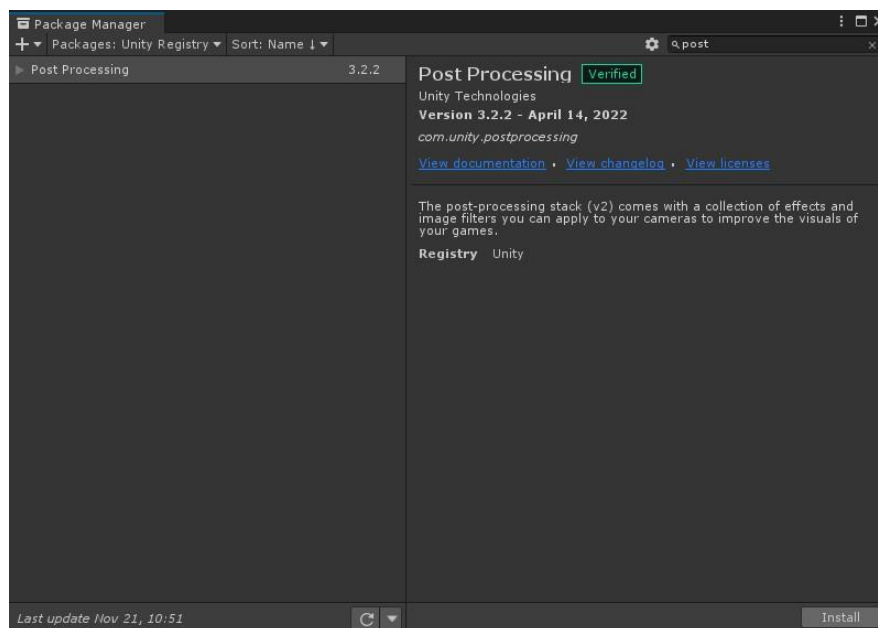 Package Manager
Packages: Unity Registry Sort: Name ↓ post
Post Processing 3.2.2
Post Processing Verified
Unity Technologies
Version 3.2.2 - April 14, 2022
com.unity.postprocessing
View documentation • View changelog • View licenses
The post-processing stack (v2) comes with a collection of effects and
image filters you can apply to your cameras to improve the visuals of
your games.
Registry Unity
Last update Nov 21, 10:51 Install